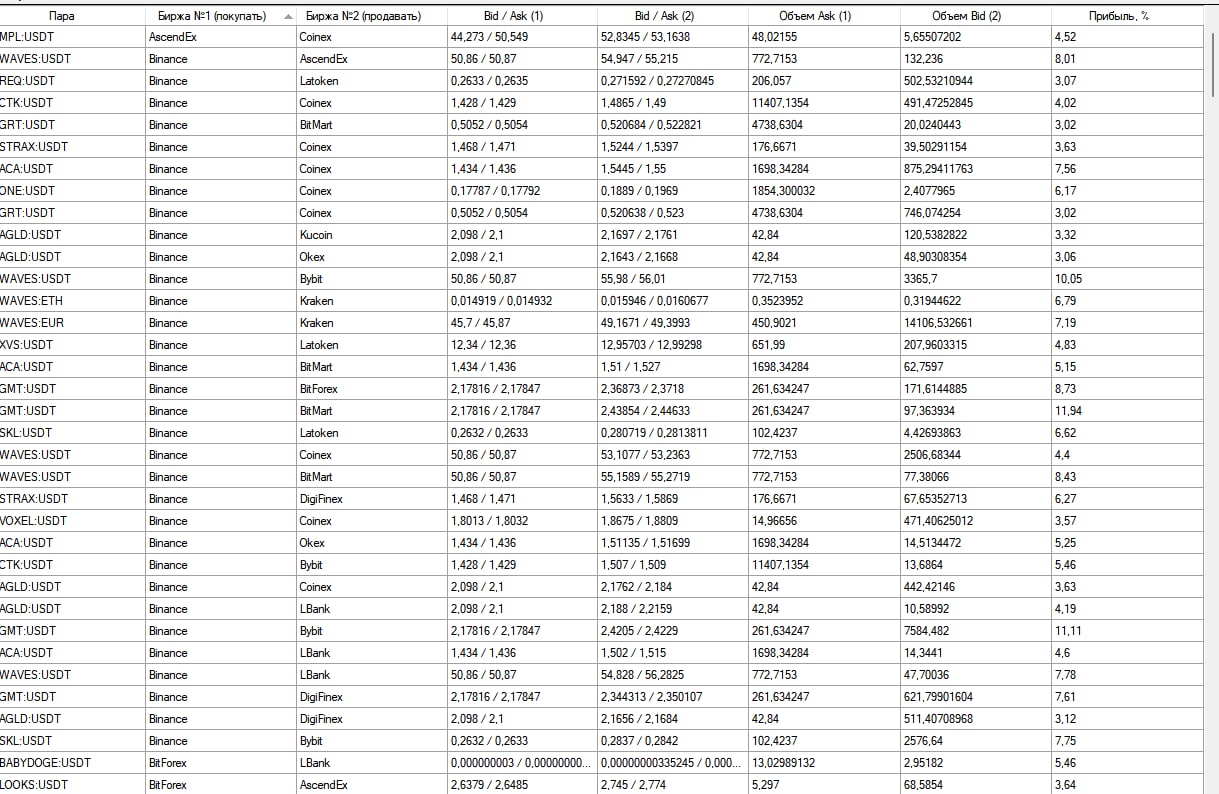 Пара Биржа №1 (покупать) Биржа №2 (продавать) Bid / Ask (1) Bid / Ask (2) Объем Ask (1) Объем Bid (2) Прибыль, %
MPL:USDT AscendEx Coinex 44,273 / 50,549 52,8345 / 53,1638 48,02155 5,65507202 4,52
WAVES:USDT Binance AscendEx 50,86 / 50,87 54,947 / 55,215 772,7153 132,236 8,01
REQ:USDT Binance Latoken 0,2633 / 0,2635 0,271592 / 0,27270845 206,057 502,53210944 3,07
CTK:USDT Binance Coinex 1,428 / 1,429 1,4865 / 1,49 11407,1354 491,47252845 4,02
GRT:USDT Binance BitMart 0,5052 / 0,5054 0,520684 / 0,522821 4738,6304 20,0240443 3,02
STRAX:USDT Binance Coinex 1,468 / 1,471 1,5244 / 1,5397 176,6671 39,50291154 3,63
ACA:USDT Binance Coinex 1,434 / 1,436 1,5445 / 1,55 1698,34284 875,29411763 7,56
ONE:USDT Binance Coinex 0,17787 / 0,17792 0,1889 / 0,1969 1854,300032 2,4077965 6,17
GRT:USDT Binance Coinex 0,5052 / 0,5054 0,520638 / 0,523 4738,6304 746,074254 3,02
AGLD:USDT Binance Kucoin 2,098 / 2,1 2,1697 / 2,1761 42,84 120,5382822 3,32
AGLD:USDT Binance Okex 2,098 / 2,1 2,1643 / 2,1668 42,84 48,90308354 3,06
WAVES:USDT Binance Bybit 50,86 / 50,87 55,98 / 56,01 772,7153 3365,7 10,05
WAVES:ETH Binance Kraken 0,014919 / 0,014932 0,015946 / 0,0160677 0,3523952 0,31944622 6,79
WAVES:EUR Binance Kraken 45,7 / 45,87 49,1671 / 49,3993 450,9021 14106,532661 7,19
XVS:USDT Binance Latoken 12,34 / 12,36 12,95703 / 12,99298 651,99 207,9603315 4,83
ACA:USDT Binance BitMart 1,434 / 1,436 1,51 / 1,527 1698,34284 62,7597 5,15
GMT:USDT Binance BitForex 2,17816 / 2,17847 2,36873 / 2,3718 261,634247 171,6144885 8,73
GMT:USDT Binance BitMart 2,17816 / 2,17847 2,43854 / 2,44633 261,634247 97,363934 11,94
SKL:USDT Binance Latoken 0,2632 / 0,2633 0,280719 / 0,2813811 102,4237 4,42693863 6,62
WAVES:USDT Binance Coinex 50,86 / 50,87 53,1077 / 53,2363 772,7153 2506,68344 4,4
WAVES:USDT Binance BitMart 50,86 / 50,87 55,1589 / 55,2719 772,7153 77,38066 8,43
STRAX:USDT Binance DigiFinex 1,468 / 1,471 1,5633 / 1,5869 176,6671 67,65352713 6,27
VOXEL:USDT Binance Coinex 1,8013 / 1,8032 1,8675 / 1,8809 14,96656 471,40625012 3,57
ACA:USDT Binance Okex 1,434 / 1,436 1,51135 / 1,51699 1698,34284 14,5134472 5,25
CTK:USDT Binance Bybit 1,428 / 1,429 1,507 / 1,509 11407,1354 13,6864 5,46
AGLD:USDT Binance Coinex 2,098 / 2,1 2,1762 / 2,184 42,84 442,42146 3,63
AGLD:USDT Binance LBank 2,098 / 2,1 2,188 / 2,2159 42,84 10,58992 4,19
GMT:USDT Binance Bybit 2,17816 / 2,17847 2,4205 / 2,4229 261,634247 7584,482 11,11
ACA:USDT Binance LBank 1,434 / 1,436 1,502 / 1,515 1698,34284 14,3441 4,6
WAVES:USDT Binance LBank 50,86 / 50,87 54,828 / 56,2825 772,7153 47,70036 7,78
GMT:USDT Binance DigiFinex 2,17816 / 2,17847 2,344313 / 2,350107 261,634247 621,79901604 7,61
AGLD:USDT Binance DigiFinex 2,098 / 2,1 2,1656 / 2,1684 42,84 511,40708968 3,12
SKL:USDT Binance Bybit 0,2632 / 0,2633 0,2837 / 0,2842 102,4237 2576,64 7,75
BABYDOGE:USDT BitForex LBank 0,000000003 / 0,00000000... 0,00000000335245 / 0,000... 13,02989132 2,95182 5,46
LOOKS:USDT BitForex AscendEx 2,6379 / 2,6485 2,745 / 2,774 5,297 68,5854 3,64